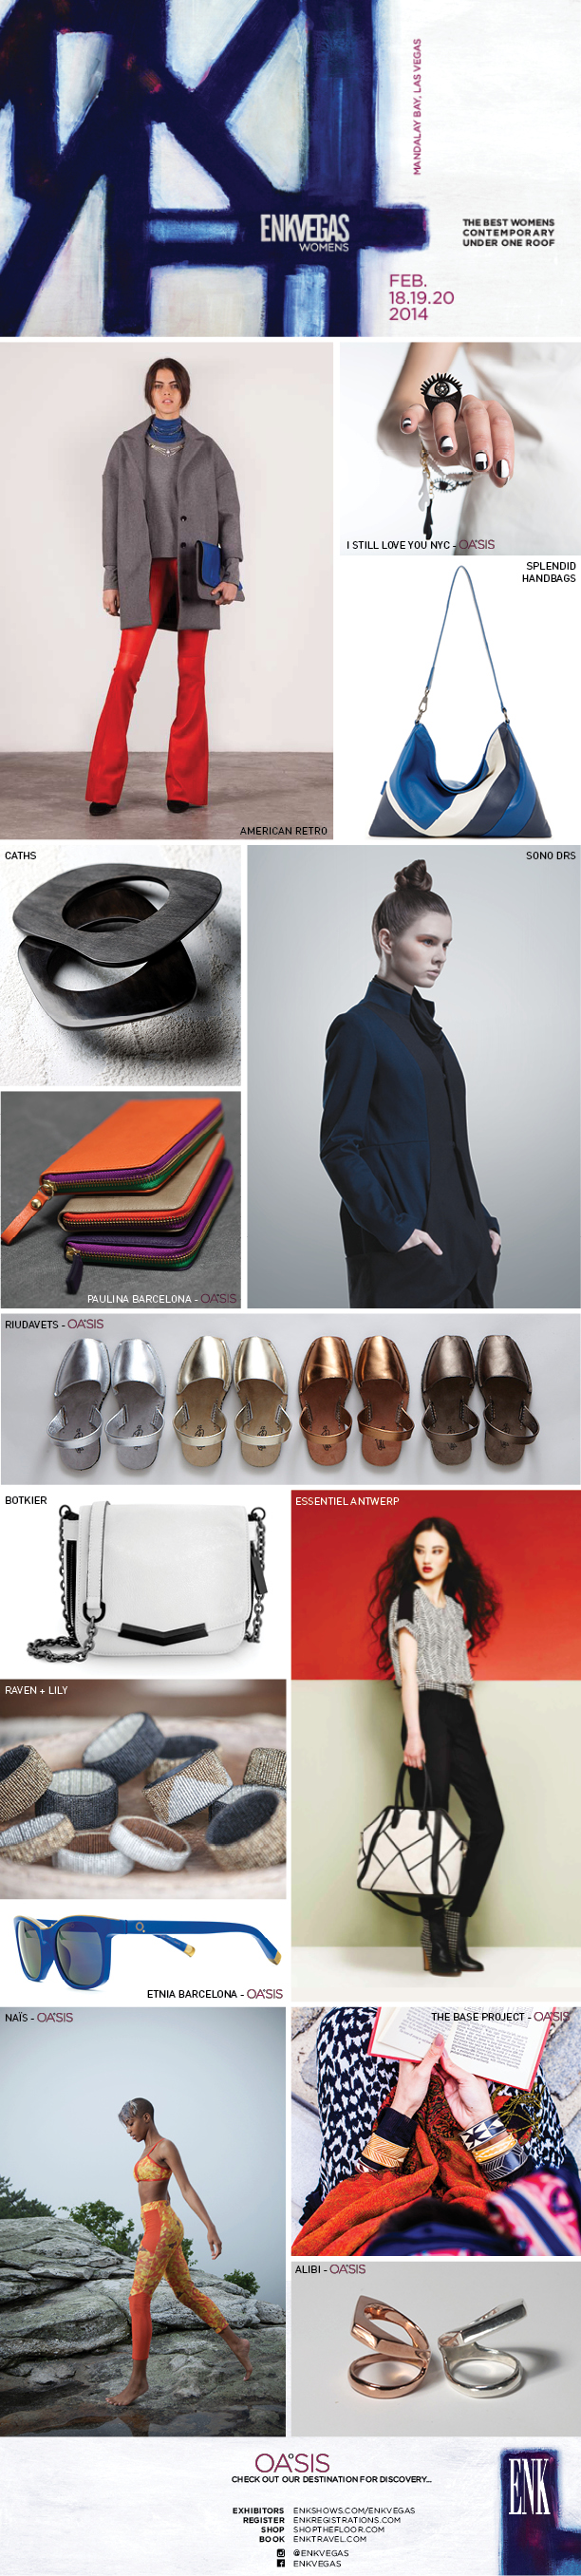 MANDALAY BAY, LAS VEGAS
ENKVEGAS
WOMENS
THE BEST WOMENS
CONTEMPORARY
UNDER ONE ROOF
FEB.
18.19.20
2014
I STILL LOVE YOU NYC - OASIS
SPLENDID
HANDBAGS
AMERICAN RETRO
CATHS
SONO DRS
PAULINA BARCELONA - OASIS
RIUDAVETS - OASIS
BOTKIER
ESSENTIEL ANTWERP
RAVEN + LILY
ETNIA BARCELONA - OASIS
NAÏS - OASIS
THE BASE PROJECT - OASIS
ALIBI - OASIS
OASIS
CHECK OUT OUR DESTINATION FOR DISCOVERY...
EXHIBITORS ENKSHOWS.COM/ENKVEGAS
REGISTER ENKREGISTRATIONS.COM
SHOP SHOPTHEFLOOR.COM
BOOK ENKTRAVEL.COM
@ENKVEGAS
ENKVEGAS
ENK